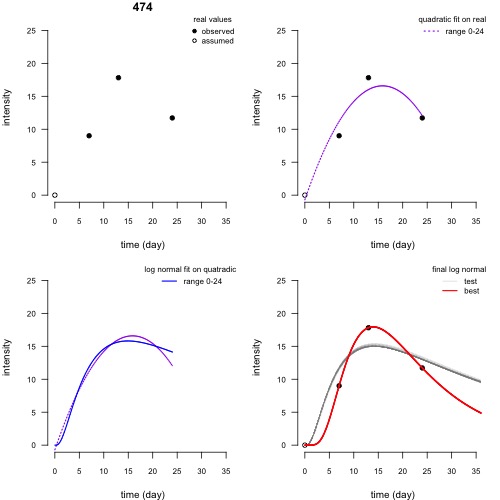 474
real values
observed
assumed
intensity
25
20
15
10
5
0
0 5 10 15 20 25 30 35
time (day)
quadratic fit on real
range 0-24
intensity
25
20
15
10
5
0
0 5 10 15 20 25 30 35
time (day)
log normal fit on quatradic
range 0-24
intensity
25
20
15
10
5
0
0 5 10 15 20 25 30 35
time (day)
final log normal
test
best
intensity
25
20
15
10
5
0
0 5 10 15 20 25 30 35
time (day)